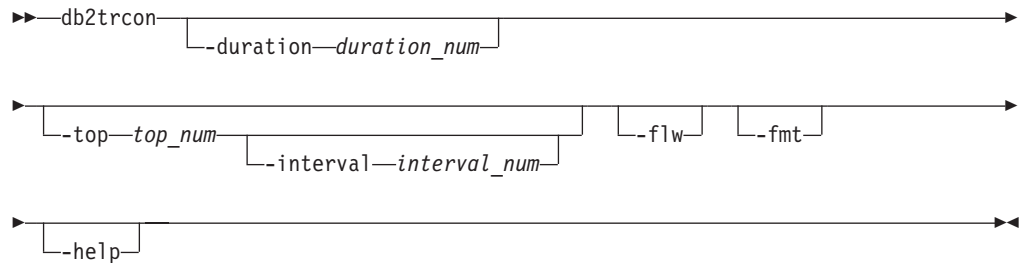 db2trcon
-duration duration_num
-top top_num
-interval interval_num
-flw
-fmt
-help